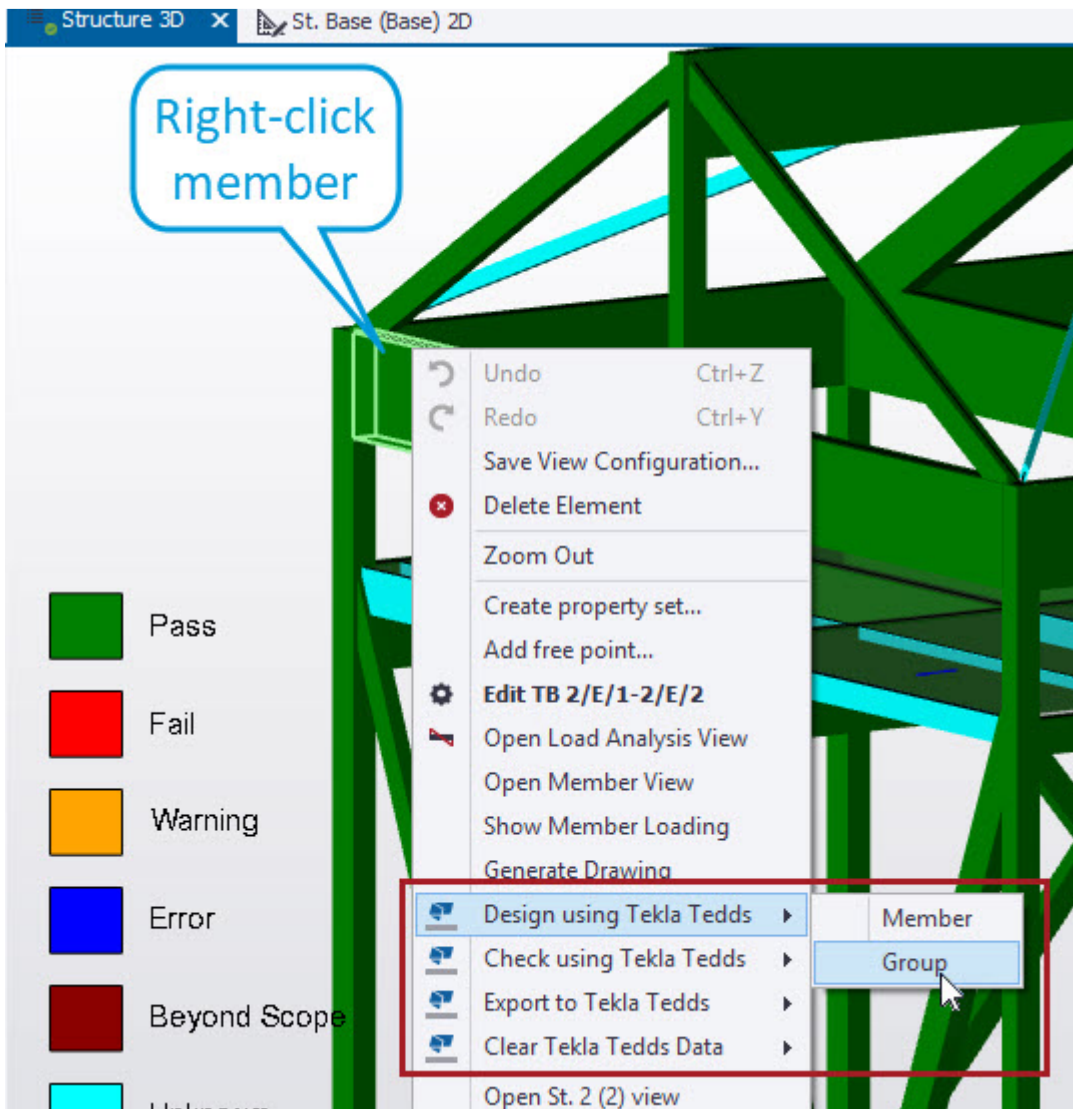 Structure 3D
St. Base (Base) 2D
Right-click
member
Undo Ctrl+Z
Redo Ctrl+Y
Save View Configuration...
Delete Element
Zoom Out
Create property set...
Add free point...
Edit TB 2/E/1-2/E/2
Open Load Analysis View
Open Member View
Show Member Loading
Generate Drawing
Design using Tekla Tedds
Check using Tekla Tedds
Export to Tekla Tedds
Clear Tekla Tedds Data
Open St. 2 (2) view
Member
Group
Pass
Fail
Warning
Error
Beyond Scope